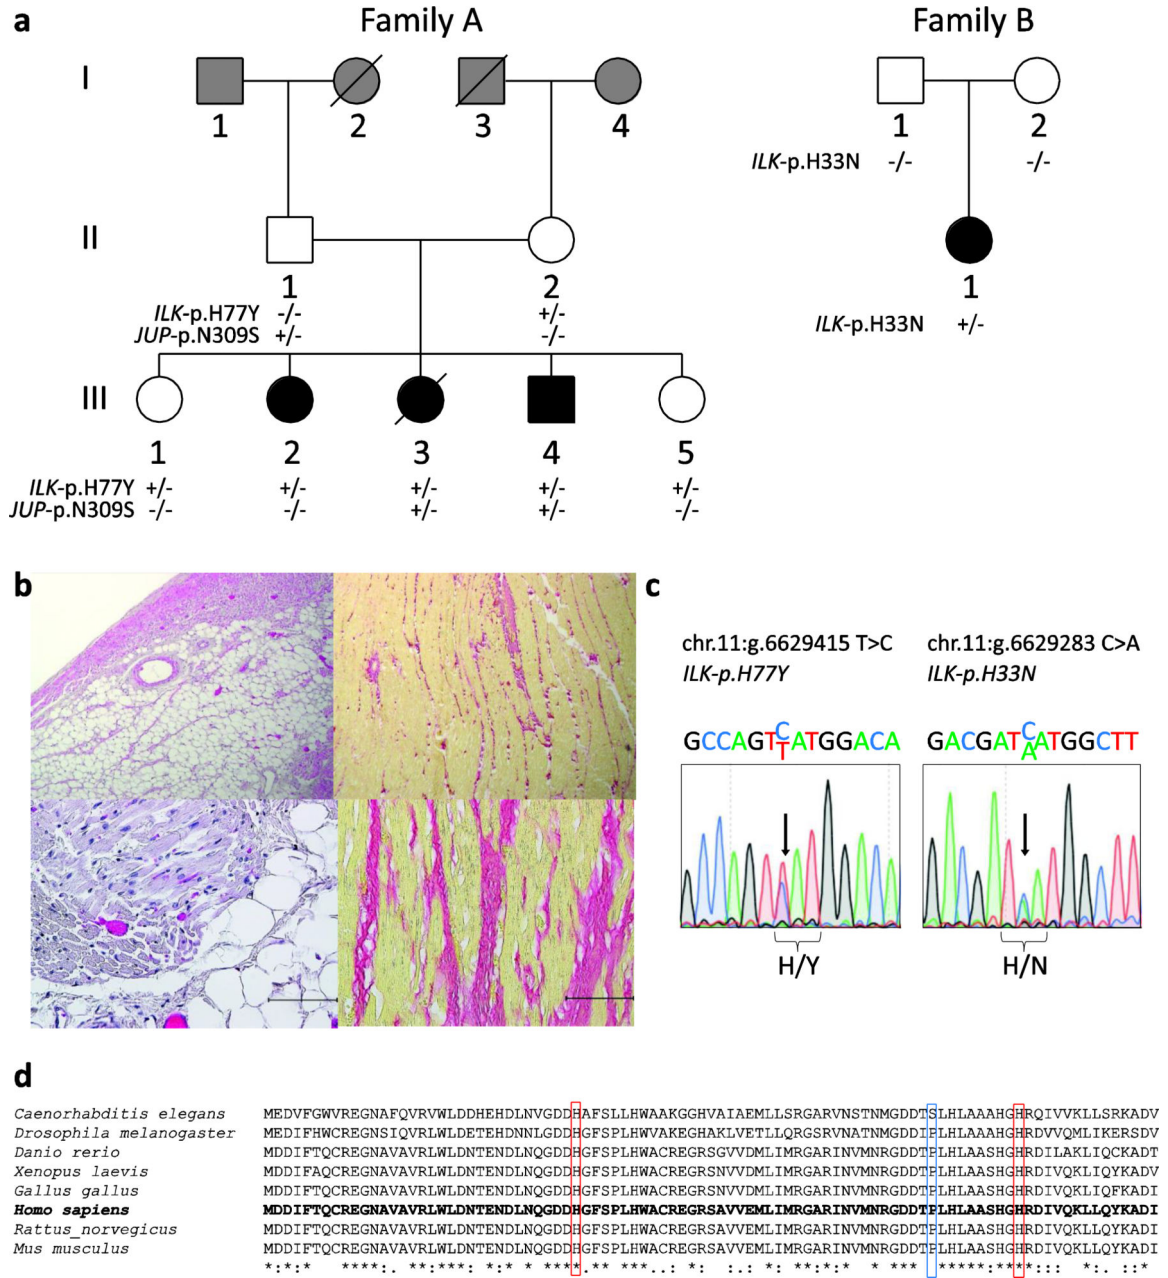 a
Family A
Family B
I
1
2
3
4
1
2
ILK-p.H33N -/- -/-
II
1
2
1
ILK-p.H77Y -/- +/-
JUP-p.N309S +/- -/-
ILK-p.H33N +/-
III
1
2
3
4
5
ILK-p.H77Y +/- +/- +/- +/- +/-
JUP-p.N309S -/- -/- +/- +/- -/-
b
c
chr.11:g.6629415 T>C
ILK-p.H77Y
GCCAGTCATGGACA
T
H/Y
chr.11:g.6629283 C>A
ILK-p.H33N
GACGATCATGGCTT
A
H/N
d
Caenorhabditis elegans MEDVFGWVREGNAFQVRVWLDDHEHDLNVGDDHAFSLLHWAAKGGHVAIAEMLLSRGARVNSTNMGDDTSLHLAAAHGHRQIVVKLLSRKADV
Drosophila melanogaster MEDIFHWCREGNSIQVRLWLDETEHDNNLGDDHGFSPLHWVAKEGHAKLVETLLQRGSRVNATNMGDDIPLHLAAAHGHRDVVQMLIKERSDV
Danio rerio MDDIFTQCREGNAVAVRLWLDNTENDLNQGDDHGFSPLHWACREGRSGVVDMLIMRGARINVMNRGDDTPLHLAASHGHRDILAKLIQCKADT
Xenopus laevis MDDIFAQCREGNAVAVRLWLDNTENDLNQGDDHGFSPLHWACREGRSNVVDMLIMRGARINVMNRGDDTPLHLAASHGHRDIVQKLIQYKADV
Gallus gallus MDDIFTQCREGNAVAVRLWLDNTENDLNQGDDHGFSPLHWACREGRSNVVDMLIMRGARINVMNRGDDTPLHLAASHGHRDIVQKLIQFKADI
Homo sapiens MDDIFTQCREGNAVAVRLWLDNTENDLNQGDDHGFSPLHWACREGRSAVVEMLIMRGARINVMNRGDDTPLHLAASHGHRDIVQKLLQYKADI
Rattus_norvegicus MDDIFTQCREGNAVAVRLWLDNTENDLNQGDDHGFSPLHWACREGRSAVVEMLIMRGARINVMNRGDDTPLHLAASHGHRDIVQKLLQYKADI
Mus musculus MDDIFTQCREGNAVAVRLWLDNTENDLNQGDDHGFSPLHWACREGRSAVVEMLIMRGARINVMNRGDDTPLHLAASHGHRDIVQKLLQYKADI